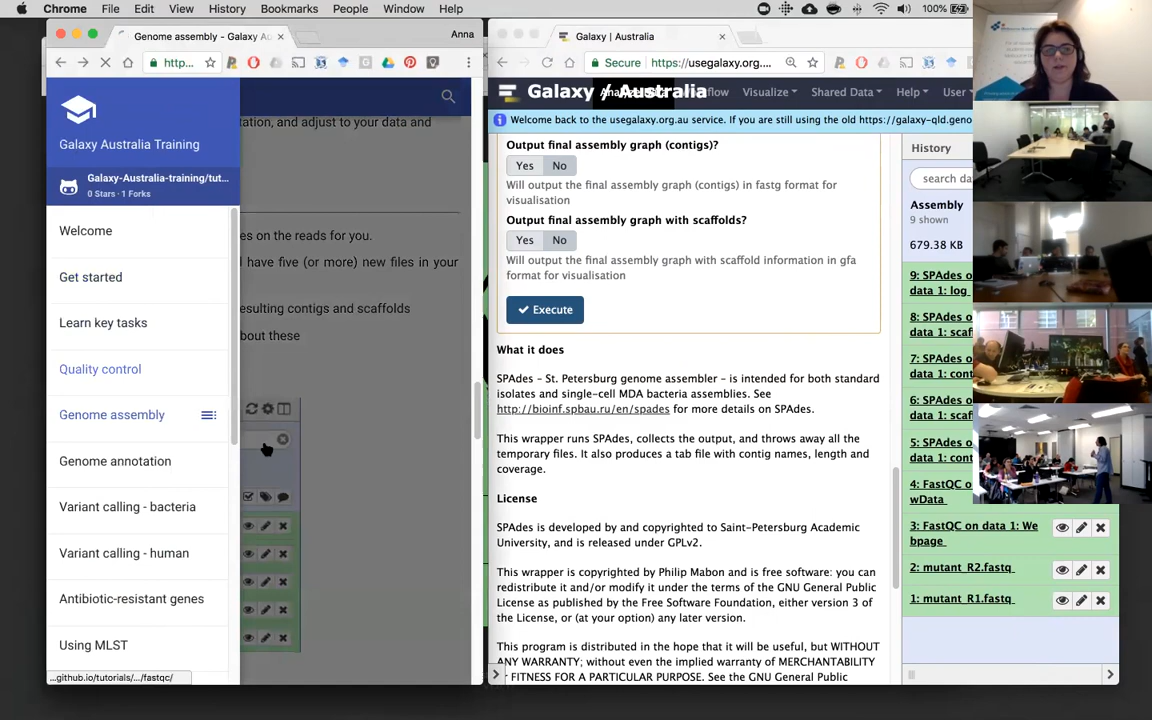 Chrome File Edit View History Bookmarks People Window Help
100%
Genome assembly - Galaxy Au
Anna
http...
Galaxy Australia Training
Galaxy-Australia-training/tut...
0 Stars · 1 Forks
Welcome
Get started
Learn key tasks
Quality control
Genome assembly
Genome annotation
Variant calling - bacteria
Variant calling - human
Antibiotic-resistant genes
Using MLST
.github.io/tutorials/.../fastqc/
tation, and adjust to your data and
es on the reads for you.
l have five (or more) new files in your
esulting contigs and scaffolds
bout these
Galaxy | Australia
Secure https://usegalaxy.org....
Galaxy / Australia
Visualize Shared Data Help User
Welcome back to the usegalaxy.org.au service. If you are still using the old https://galaxy-qld.geno
Output final assembly graph (contigs)?
Yes No
Will output the final assembly graph (contigs) in fastg format for
visualisation
Output final assembly graph with scaffolds?
Yes No
Will output the final assembly graph with scaffold information in gfa
format for visualisation
Execute
What it does
SPAdes - St. Petersburg genome assembler - is intended for both standard
isolates and single-cell MDA bacteria assemblies. See
http://bioinf.spbau.ru/en/spades for more details on SPAdes.
This wrapper runs SPAdes, collects the output, and throws away all the
temporary files. It also produces a tab file with contig names, length and
coverage.
License
SPAdes is developed by and copyrighted to Saint-Petersburg Academic
University, and is released under GPLv2.
This wrapper is copyrighted by Philip Mabon and is free software: you can
redistribute it and/or modify it under the terms of the GNU General Public
License as published by the Free Software Foundation, either version 3 of
the License, or (at your option) any later version.
This program is distributed in the hope that it will be useful, but WITHOUT
ANY WARRANTY; without even the implied warranty of MERCHANTABILITY
r FITNESS FOR A PARTICULAR PURPOSE. See the GNU General Public
History
search da
Assembly
9 shown
679.38 KB
9: SPAdes o
data 1: log
8: SPAdes o
data 1: scaf
7: SPAdes o
data 1: cont
6: SPAdes o
data 1: scaf
5: SPAdes o
data 1: cont
4: FastQC o
wData
3: FastQC on data 1: We
bpage
2: mutant_R2.fastq
1: mutant_R1.fastq